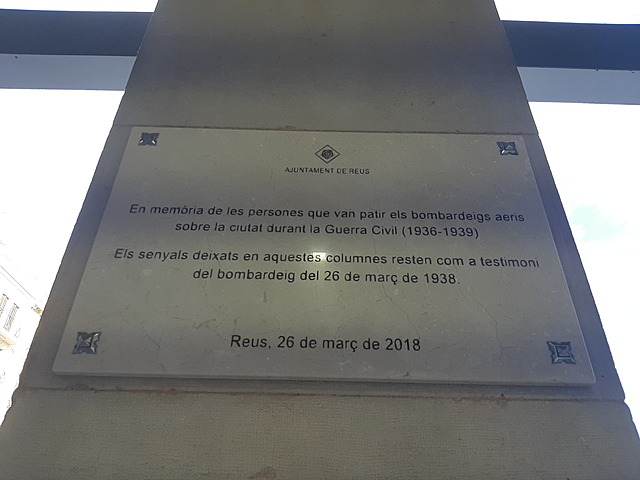 AJUNTAMENT DE REUS
En memòria de les persones que van patir els bombardeigs aeris
sobre la ciutat durant la Guerra Civil (1936-1939)
Els senyals deixats en aquestes columnes resten com a testimoni
del bombardeig del 26 de març de 1938.
Reus, 26 de març de 2018